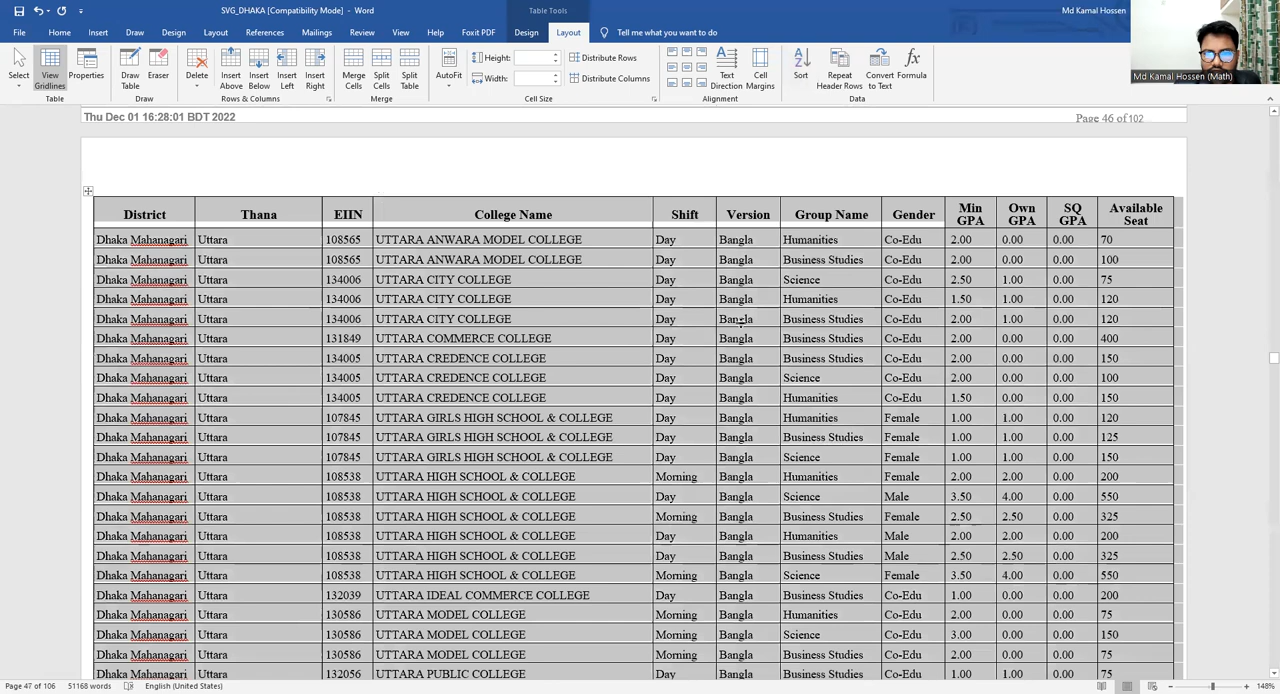 SVG_DHAKA [Compatibility Mode] - Word
Table Tools
Md Kamal Hossen
File Home Insert Draw Design Layout References Mailings Review View Help Foxit PDF Design Layout Tell me what you want to do
Select View Gridlines Properties Draw Table Eraser Delete Insert Above Insert Below Insert Left Insert Right Merge Cells Split Cells Split Table AutoFit Height: Width: Distribute Rows Distribute Columns Text Direction Cell Margins Sort Repeat Header Rows Convert to Text Formula
Table Draw Rows & Columns Merge Cell Size Alignment Data
Md Kamal Hossen (Math)
Thu Dec 01 16:28:01 BDT 2022 Page 46 of 102
District Thana EIIN College Name Shift Version Group Name Gender Min GPA Own GPA SQ GPA Available Seat
Dhaka Mahanagari Uttara 108565 UTTARA ANWARA MODEL COLLEGE Day Bangla Humanities Co-Edu 2.00 0.00 0.00 70
Dhaka Mahanagari Uttara 108565 UTTARA ANWARA MODEL COLLEGE Day Bangla Business Studies Co-Edu 2.00 0.00 0.00 100
Dhaka Mahanagari Uttara 134006 UTTARA CITY COLLEGE Day Bangla Science Co-Edu 2.50 1.00 0.00 75
Dhaka Mahanagari Uttara 134006 UTTARA CITY COLLEGE Day Bangla Humanities Co-Edu 1.50 1.00 0.00 120
Dhaka Mahanagari Uttara 134006 UTTARA CITY COLLEGE Day Bangla Business Studies Co-Edu 2.00 1.00 0.00 120
Dhaka Mahanagari Uttara 131849 UTTARA COMMERCE COLLEGE Day Bangla Business Studies Co-Edu 2.00 0.00 0.00 400
Dhaka Mahanagari Uttara 134005 UTTARA CREDENCE COLLEGE Day Bangla Business Studies Co-Edu 2.00 0.00 0.00 150
Dhaka Mahanagari Uttara 134005 UTTARA CREDENCE COLLEGE Day Bangla Science Co-Edu 2.00 0.00 0.00 100
Dhaka Mahanagari Uttara 134005 UTTARA CREDENCE COLLEGE Day Bangla Humanities Co-Edu 1.50 0.00 0.00 150
Dhaka Mahanagari Uttara 107845 UTTARA GIRLS HIGH SCHOOL & COLLEGE Day Bangla Humanities Female 1.00 1.00 0.00 120
Dhaka Mahanagari Uttara 107845 UTTARA GIRLS HIGH SCHOOL & COLLEGE Day Bangla Business Studies Female 1.00 1.00 0.00 125
Dhaka Mahanagari Uttara 107845 UTTARA GIRLS HIGH SCHOOL & COLLEGE Day Bangla Science Female 1.00 1.00 0.00 150
Dhaka Mahanagari Uttara 108538 UTTARA HIGH SCHOOL & COLLEGE Morning Bangla Humanities Female 2.00 2.00 0.00 200
Dhaka Mahanagari Uttara 108538 UTTARA HIGH SCHOOL & COLLEGE Day Bangla Science Male 3.50 4.00 0.00 550
Dhaka Mahanagari Uttara 108538 UTTARA HIGH SCHOOL & COLLEGE Morning Bangla Business Studies Female 2.50 2.50 0.00 325
Dhaka Mahanagari Uttara 108538 UTTARA HIGH SCHOOL & COLLEGE Day Bangla Humanities Male 2.00 2.00 0.00 200
Dhaka Mahanagari Uttara 108538 UTTARA HIGH SCHOOL & COLLEGE Day Bangla Business Studies Male 2.50 2.50 0.00 325
Dhaka Mahanagari Uttara 108538 UTTARA HIGH SCHOOL & COLLEGE Morning Bangla Science Female 3.50 4.00 0.00 550
Dhaka Mahanagari Uttara 132039 UTTARA IDEAL COMMERCE COLLEGE Day Bangla Business Studies Co-Edu 1.00 0.00 0.00 200
Dhaka Mahanagari Uttara 130586 UTTARA MODEL COLLEGE Morning Bangla Humanities Co-Edu 2.00 0.00 0.00 75
Dhaka Mahanagari Uttara 130586 UTTARA MODEL COLLEGE Morning Bangla Science Co-Edu 3.00 0.00 0.00 150
Dhaka Mahanagari Uttara 130586 UTTARA MODEL COLLEGE Morning Bangla Business Studies Co-Edu 2.00 0.00 0.00 75
Dhaka Mahanagari Uttara 132056 UTTARA PUBLIC COLLEGE Day Bangla Business Studies Co-Edu 1.00 1.00 0.00 75
Page 47 of 106 51168 words English (United States) 148%